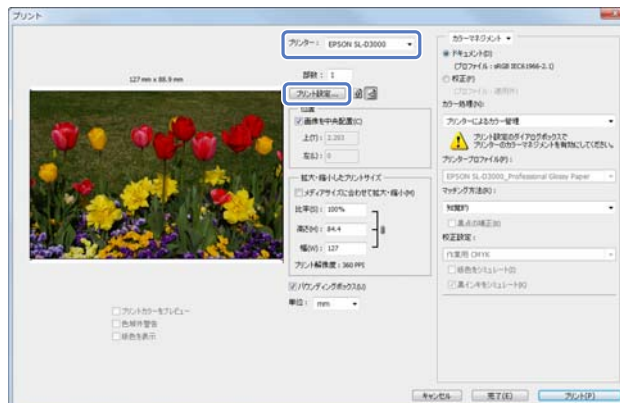 プリント
プリンター： EPSON SL-D3000
127 mm x 88.9 mm
部数： 1
プリント設定...
位置
画像を中央配置(C)
上(T)： 2.203
左(L)： 0
拡大・縮小したプリントサイズ
メディアサイズに合わせて拡大・縮小(M)
比率(S)： 100%
高さ(H)： 84.4
幅(W)： 127
プリント解像度：360 PPI
バウンディングボックス(U)
単位： mm
プリントカラーをプレビュー
色域外警告
紙色を表示
カラーマネジメント
ドキュメント(D)
(プロファイル：sRGB IEC61966-2.1)
校正(F)
(プロファイル：適用外)
カラー処理(N)：
プリンターによるカラー管理
プリント設定のダイアログボックスで
プリンターのカラーマネジメントを有効にしてください。
プリンタープロファイル(P)：
EPSON SL-D3000_Professional Glossy Paper
マッチング方法(R)：
知覚的
黒点の補正(B)
校正設定：
作業用 CMYK
紙色をシミュレート(I)
黒インキをシミュレート(K)
キャンセル
完了(E)
プリント(P)